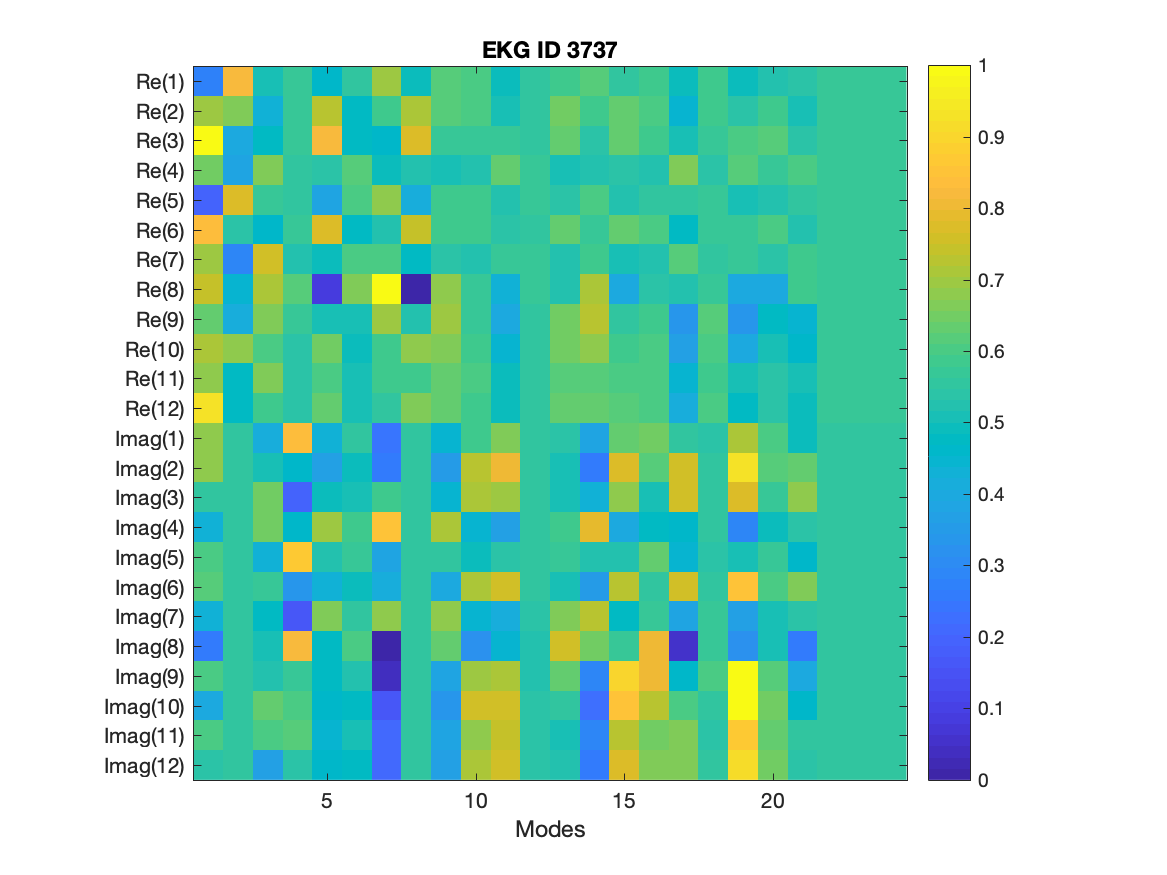 EKG ID 3737
Re(1)
Re(2)
Re(3)
Re(4)
Re(5)
Re(6)
Re(7)
Re(8)
Re(9)
Re(10)
Re(11)
Re(12)
Imag(1)
Imag(2)
Imag(3)
Imag(4)
Imag(5)
Imag(6)
Imag(7)
Imag(8)
Imag(9)
Imag(10)
Imag(11)
Imag(12)
5 10 15 20
Modes
1
0.9
0.8
0.7
0.6
0.5
0.4
0.3
0.2
0.1
0